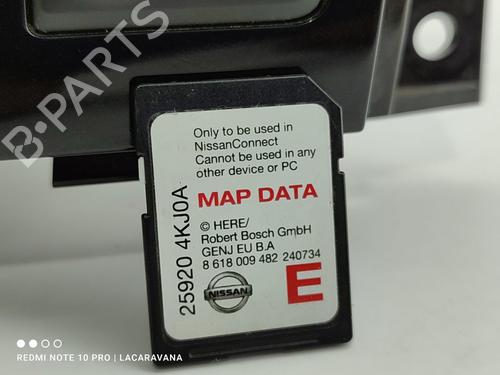 B-PARTS
Only to be used in
NissanConnect
Cannot be used in any
other device or PC
MAP DATA
© HERE/
Robert Bosch GmbH
GENJ EU B.A
8 618 009 482 240734
NISSAN
E
25920 4KJ0A
REDMI NOTE 10 PRO | LACARAVANA